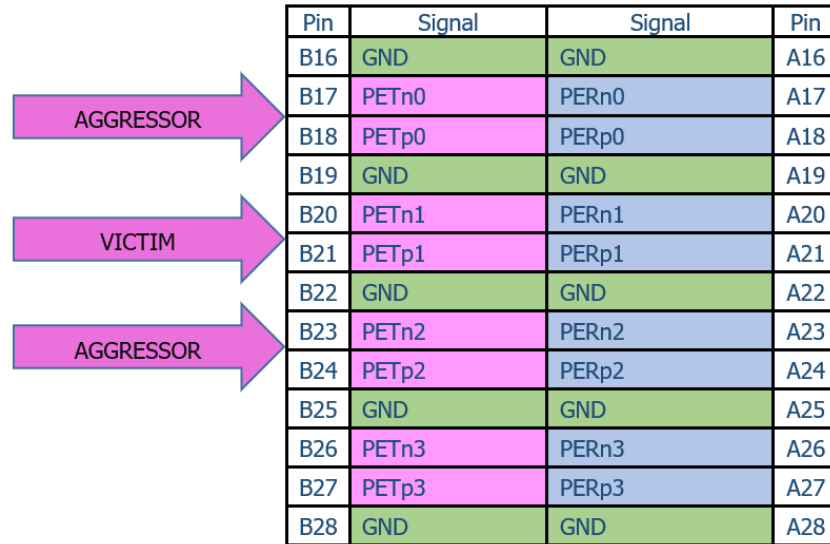 Pin Signal Signal Pin
B16 GND GND A16
B17 PETn0 PERn0 A17
AGGRESSOR
B18 PETp0 PERp0 A18
B19 GND GND A19
B20 PETn1 PERn1 A20
VICTIM
B21 PETp1 PERp1 A21
B22 GND GND A22
B23 PETn2 PERn2 A23
AGGRESSOR
B24 PETp2 PERp2 A24
B25 GND GND A25
B26 PETn3 PERn3 A26
B27 PETp3 PERp3 A27
B28 GND GND A28